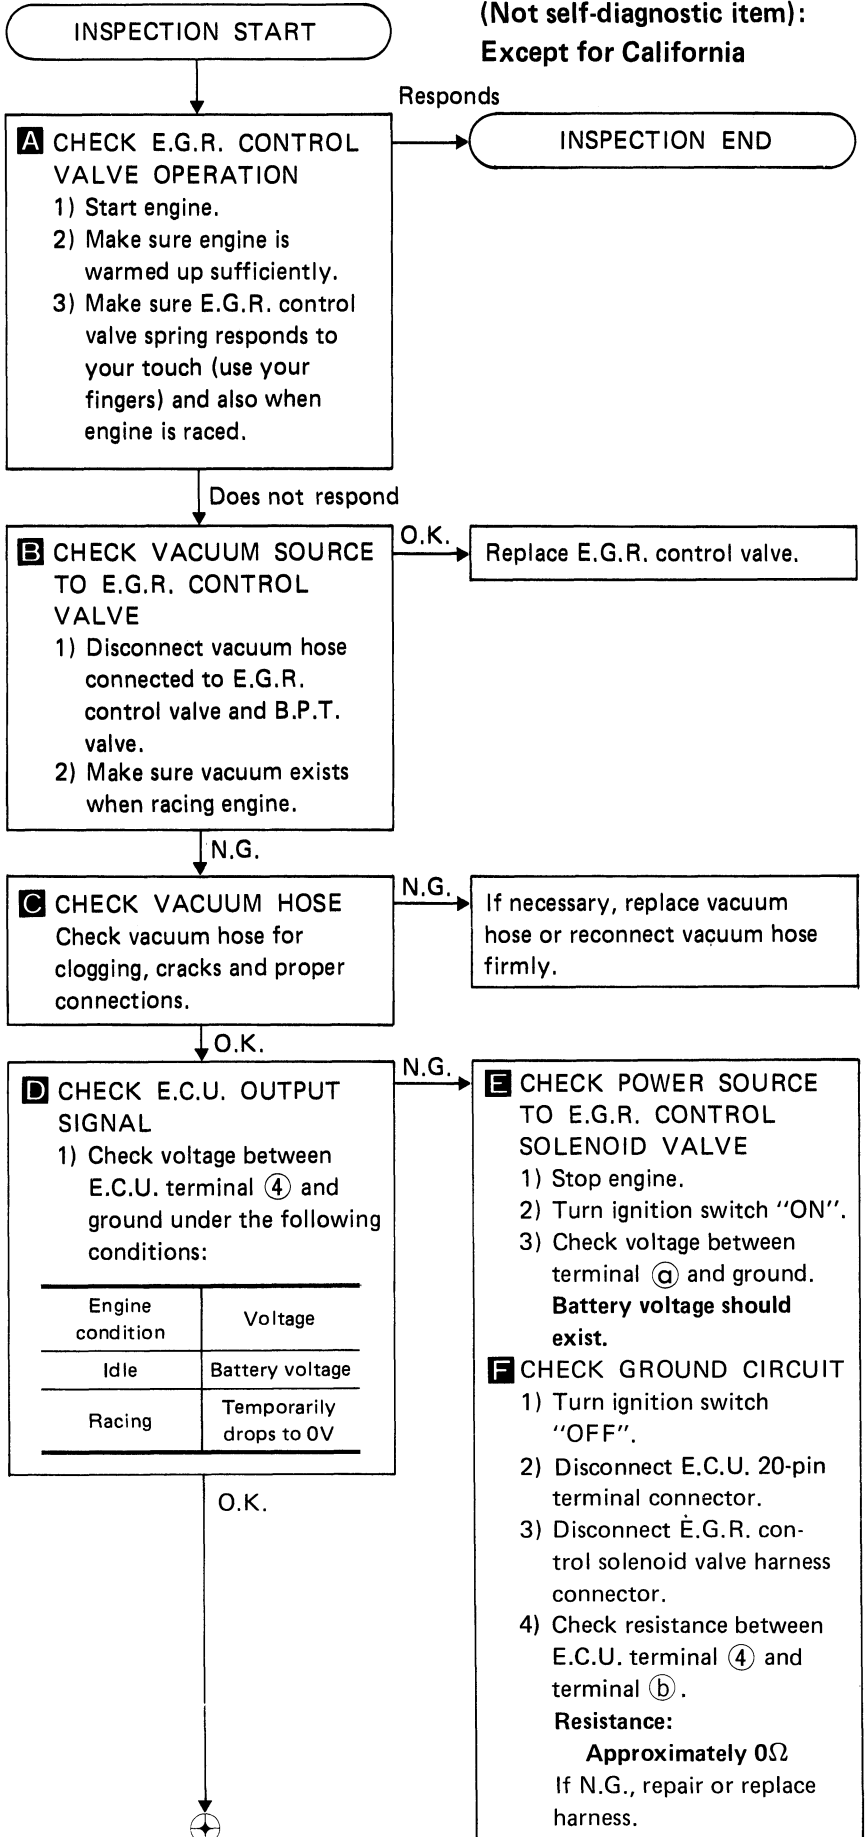 (Not self-diagnostic item):
Except for California
INSPECTION START
Responds
INSPECTION END
A CHECK E.G.R. CONTROL
VALVE OPERATION
1) Start engine.
2) Make sure engine is
warmed up sufficiently.
3) Make sure E.G.R. control
valve spring responds to
your touch (use your
fingers) and also when
engine is raced.
Does not respond
B CHECK VACUUM SOURCE
TO E.G.R. CONTROL
VALVE
1) Disconnect vacuum hose
connected to E.G.R.
control valve and B.P.T.
valve.
2) Make sure vacuum exists
when racing engine.
O.K.
Replace E.G.R. control valve.
N.G.
C CHECK VACUUM HOSE
Check vacuum hose for
clogging, cracks and proper
connections.
N.G.
If necessary, replace vacuum
hose or reconnect vacuum hose
firmly.
O.K.
D CHECK E.C.U. OUTPUT
SIGNAL
1) Check voltage between
E.C.U. terminal ④ and
ground under the following
conditions:
Engine
condition
Voltage
Idle
Battery voltage
Racing
Temporarily
drops to 0V
O.K.
N.G.
E CHECK POWER SOURCE
TO E.G.R. CONTROL
SOLENOID VALVE
1) Stop engine.
2) Turn ignition switch "ON".
3) Check voltage between
terminal ⓐ and ground.
Battery voltage should
exist.
F CHECK GROUND CIRCUIT
1) Turn ignition switch
"OFF".
2) Disconnect E.C.U. 20-pin
terminal connector.
3) Disconnect E.G.R. con-
trol solenoid valve harness
connector.
4) Check resistance between
E.C.U. terminal ④ and
terminal ⓑ.
Resistance:
Approximately 0Ω
If N.G., repair or replace
harness.